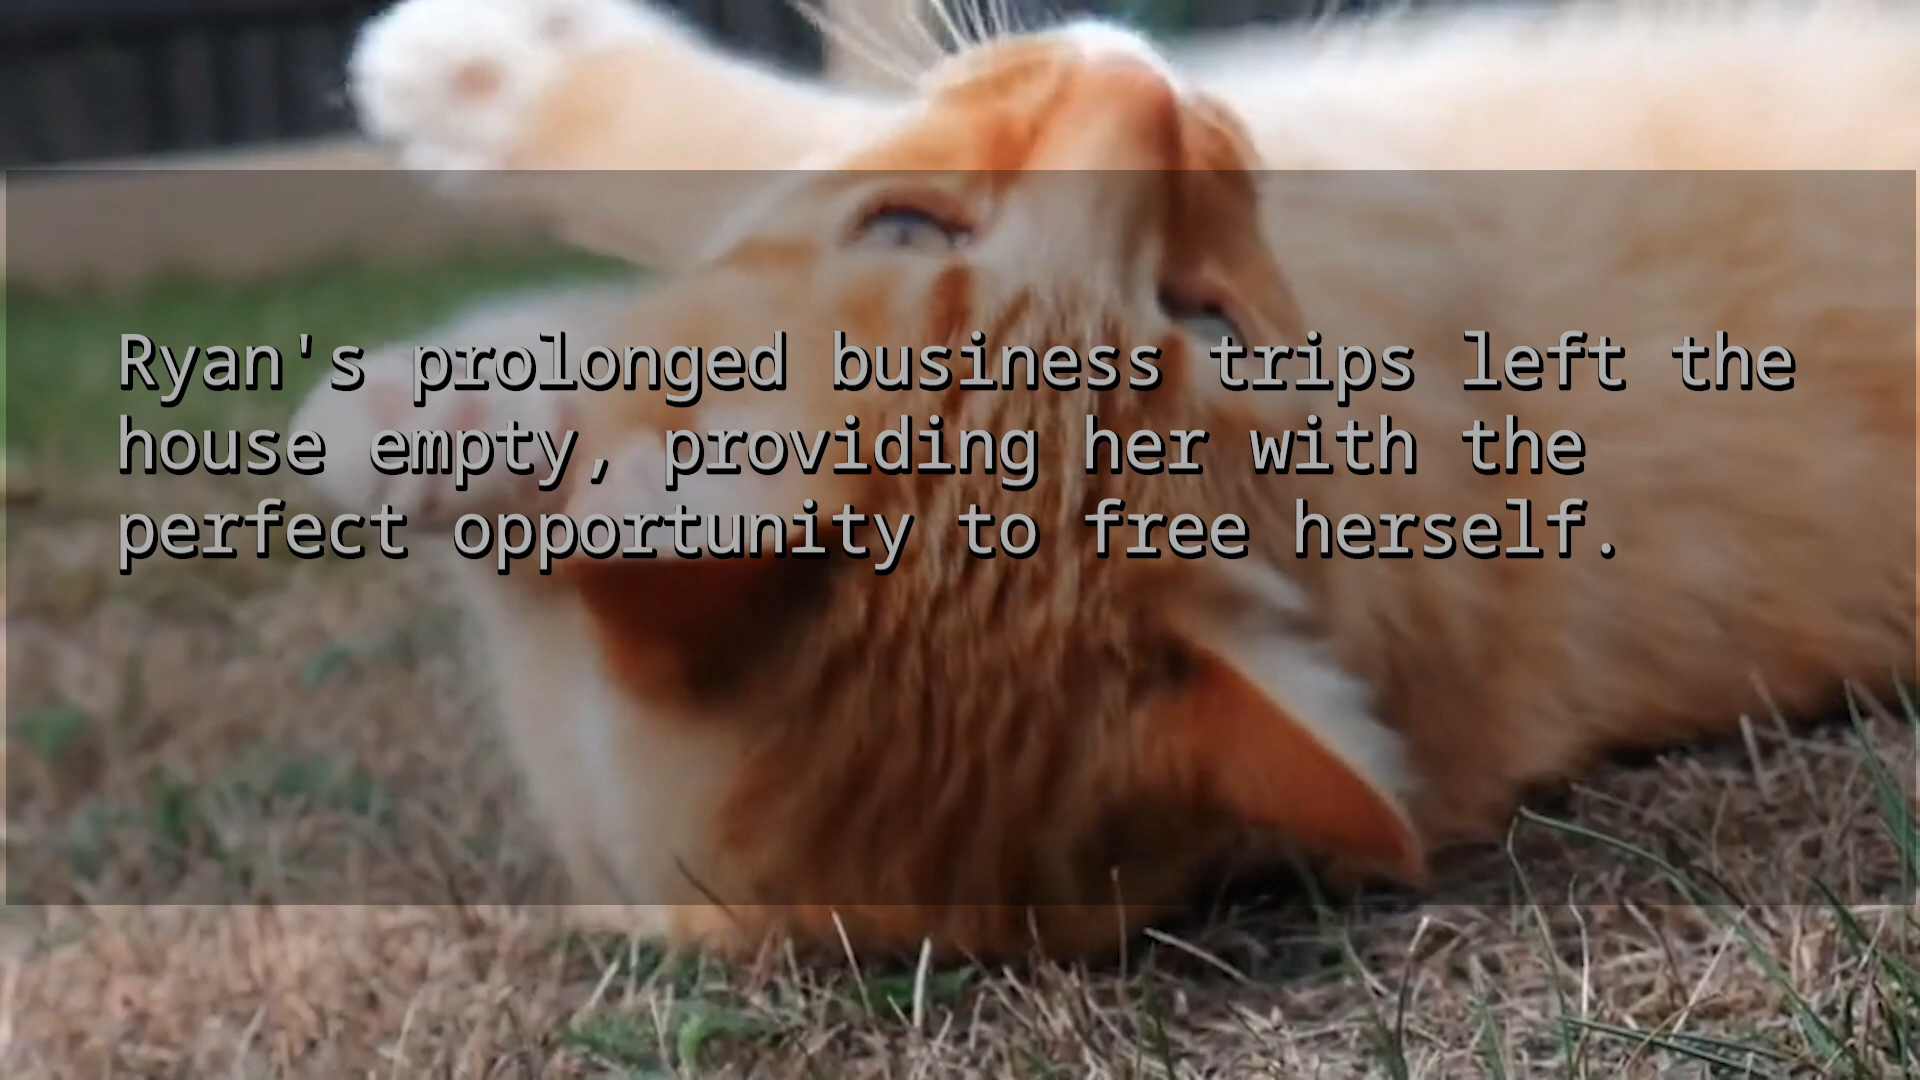 Ryan's prolonged business trips left the
house empty, providing her with the
perfect opportunity to free herself.